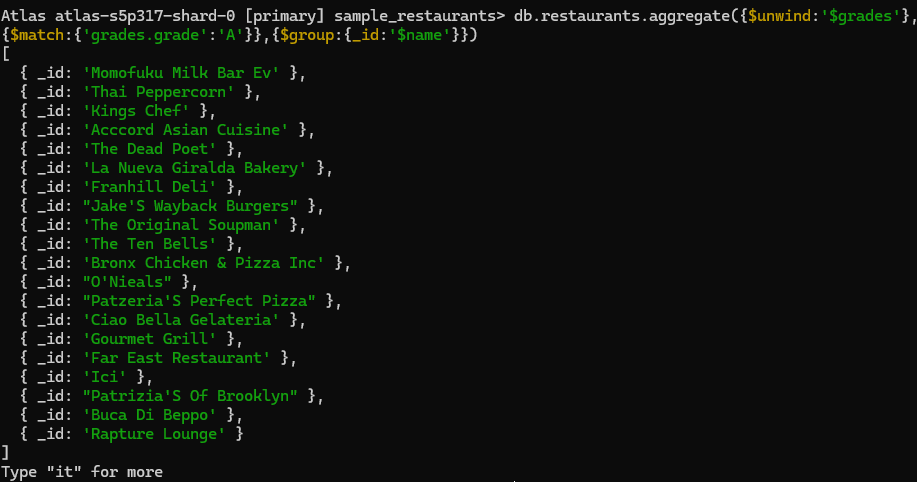 Atlas atlas-s5p317-shard-0 [primary] sample_restaurants> db.restaurants.aggregate({$unwind:'$grades'},
{$match:{'grades.grade':'A'}},{$group:{_id:'$name'}})
[
  { _id: 'Momofuku Milk Bar Ev' },
  { _id: 'Thai Peppercorn' },
  { _id: 'Kings Chef' },
  { _id: 'Acccord Asian Cuisine' },
  { _id: 'The Dead Poet' },
  { _id: 'La Nueva Giralda Bakery' },
  { _id: 'Franhill Deli' },
  { _id: "Jake'S Wayback Burgers" },
  { _id: 'The Original Soupman' },
  { _id: 'The Ten Bells' },
  { _id: 'Bronx Chicken & Pizza Inc' },
  { _id: "O'Nieals" },
  { _id: "Patzeria'S Perfect Pizza" },
  { _id: 'Ciao Bella Gelateria' },
  { _id: 'Gourmet Grill' },
  { _id: 'Far East Restaurant' },
  { _id: 'Ici' },
  { _id: "Patrizia'S Of Brooklyn" },
  { _id: 'Buca Di Beppo' },
  { _id: 'Rapture Lounge' }
]
Type "it" for more